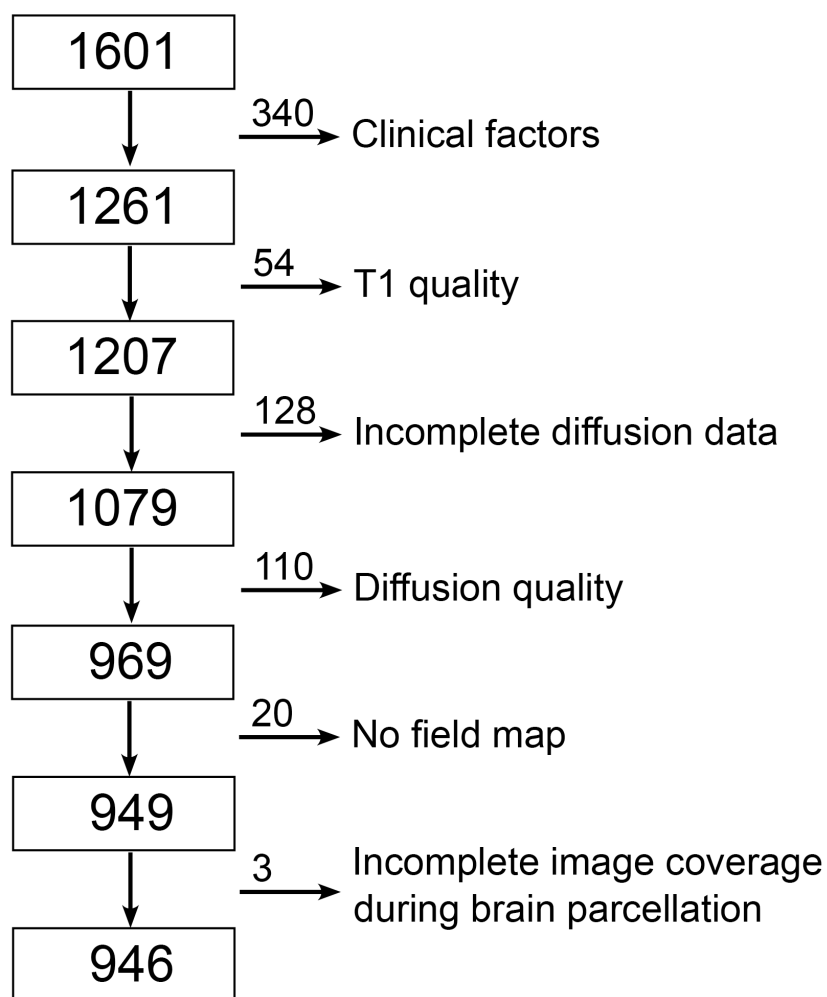 1601
340
Clinical factors
1261
54
T1 quality
1207
128
Incomplete diffusion data
1079
110
Diffusion quality
969
20
No field map
949
3
Incomplete image coverage
during brain parcellation
946